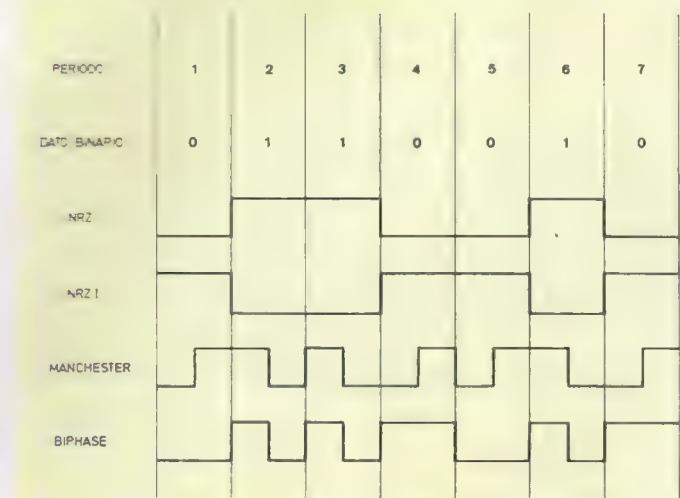 PERIODO 1 2 3 4 5 6 7
DATO BINARIO 0 1 1 0 0 1 0
NRZ
NRZ I
MANCHESTER
BIPHASE